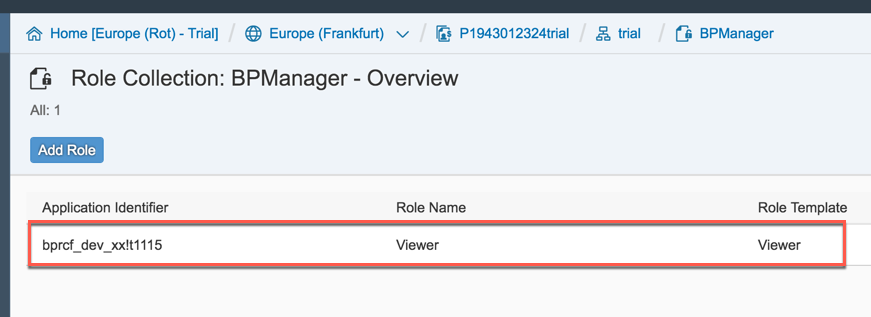 Home [Europe (Rot) - Trial] / Europe (Frankfurt) / P1943012324trial / trial / BPManager
Role Collection: BPManager - Overview
All: 1
Add Role
Application Identifier Role Name Role Template
bprcf_dev_xx!t1115 Viewer Viewer